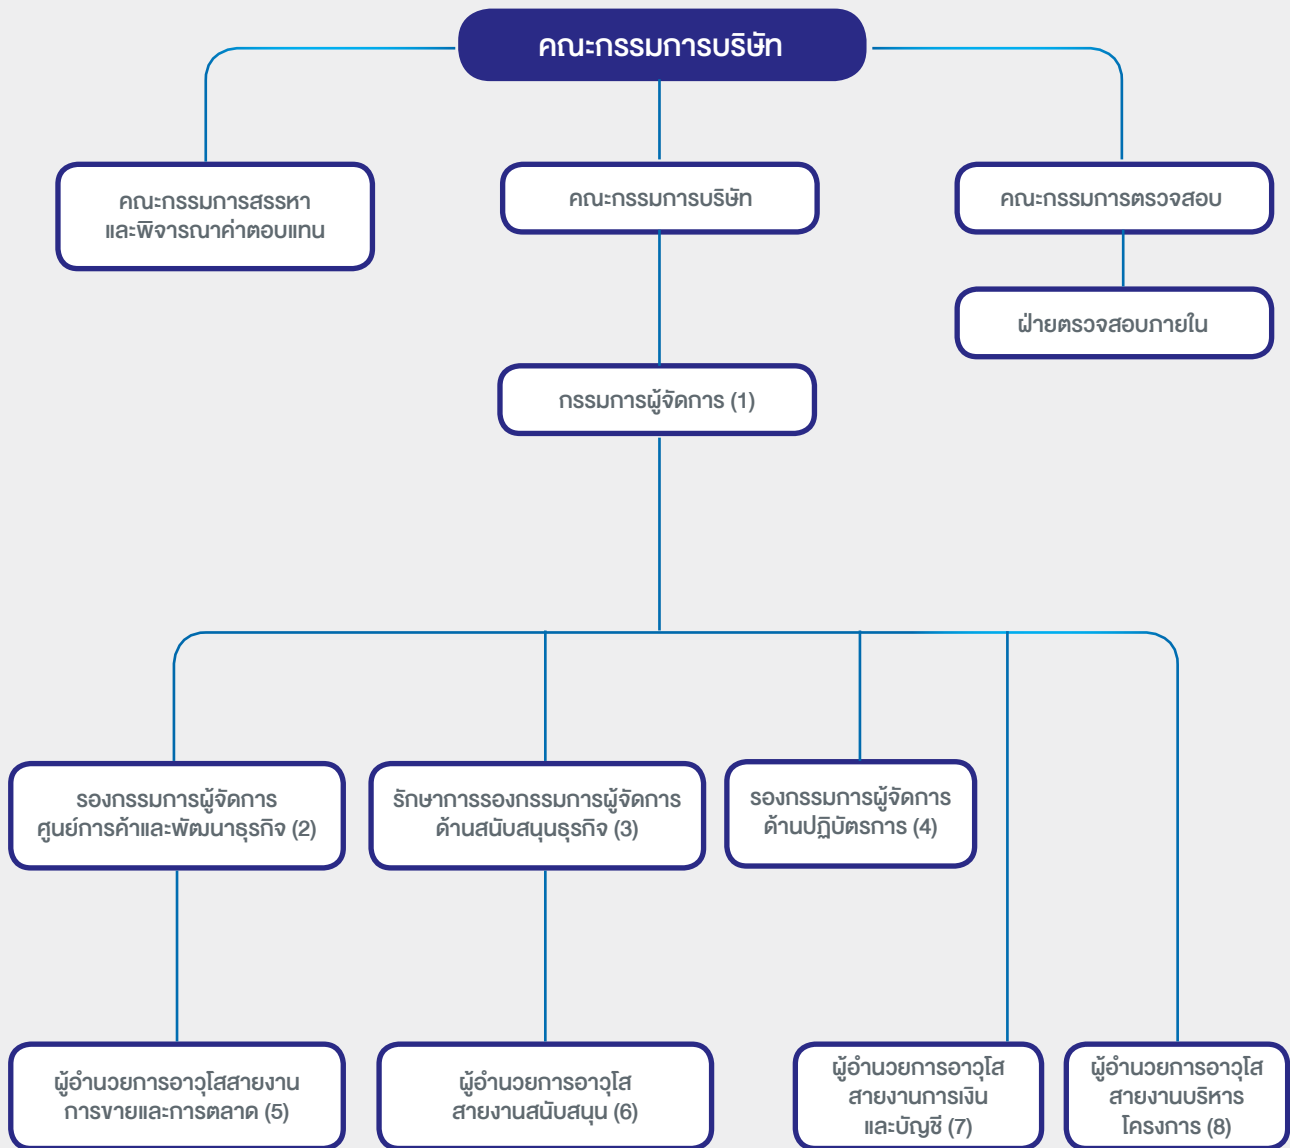 คณะกรรมการบริษัท
คณะกรรมการสรรหา
และพิจารณาค่าตอบแทน
คณะกรรมการบริษัท
คณะกรรมการตรวจสอบ
ฝ่ายตรวจสอบภายใน
กรรมการผู้จัดการ (1)
รองกรรมการผู้จัดการ
ศูนย์การค้าและพัฒนาธุรกิจ (2)
รักษาการรองกรรมการผู้จัดการ
ด้านสนับสนุนธุรกิจ (3)
รองกรรมการผู้จัดการ
ด้านปฏิบัตรการ (4)
ผู้อำนวยการอาวุโสสายงาน
การขายและการตลาด (5)
ผู้อำนวยการอาวุโส
สายงานสนับสนุน (6)
ผู้อำนวยการอาวุโส
สายงานการเงิน
และบัญชี (7)
ผู้อำนวยการอาวุโส
สายงานบริหาร
โครงการ (8)